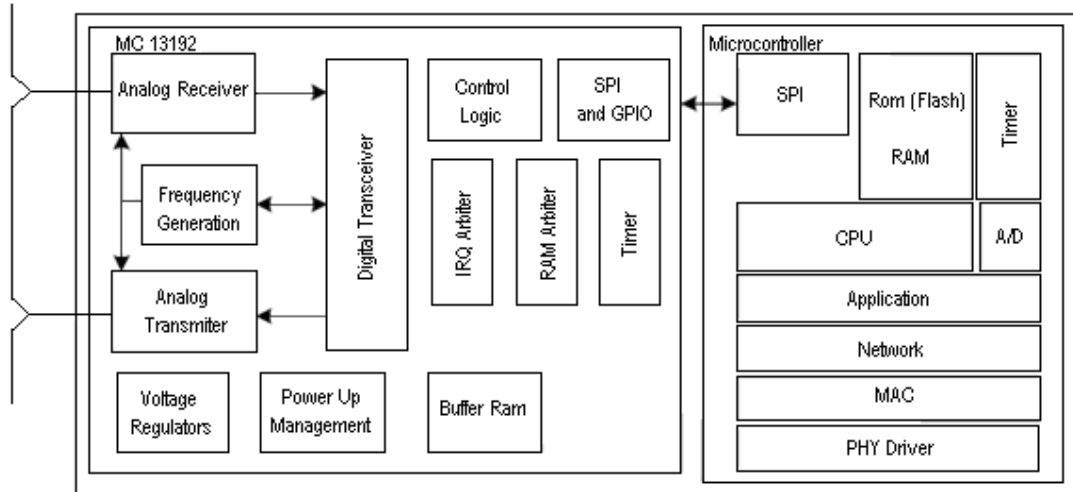 MC 13192
Analog Receiver
Frequency
Generation
Analog
Transmiter
Digital Transceiver
Control
Logic
SPI
and GPIO
IRQ Arbiter
RAM Arbiter
Timer
Voltage
Regulators
Power Up
Management
Buffer Ram
Microcontroller
SPI
Rom (Flash)
RAM
Timer
CPU
A/D
Application
Network
MAC
PHY Driver